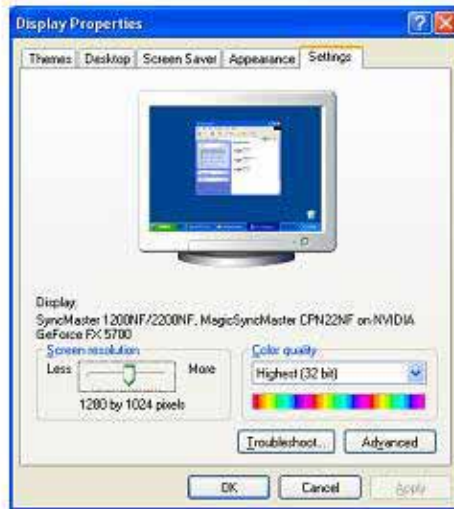 Display Properties
Themes Desktop Screen Saver Appearance Settings
Display:
SyncMaster 1200NF/2200NF, MagicSyncMaster CPN22NF on NVIDIA
GeForce FX 5700
Screen resolution
Less More
1280 by 1024 pixels
Color quality
Highest (32 bit)
Troubleshoot... Advanced
OK Cancel Apply